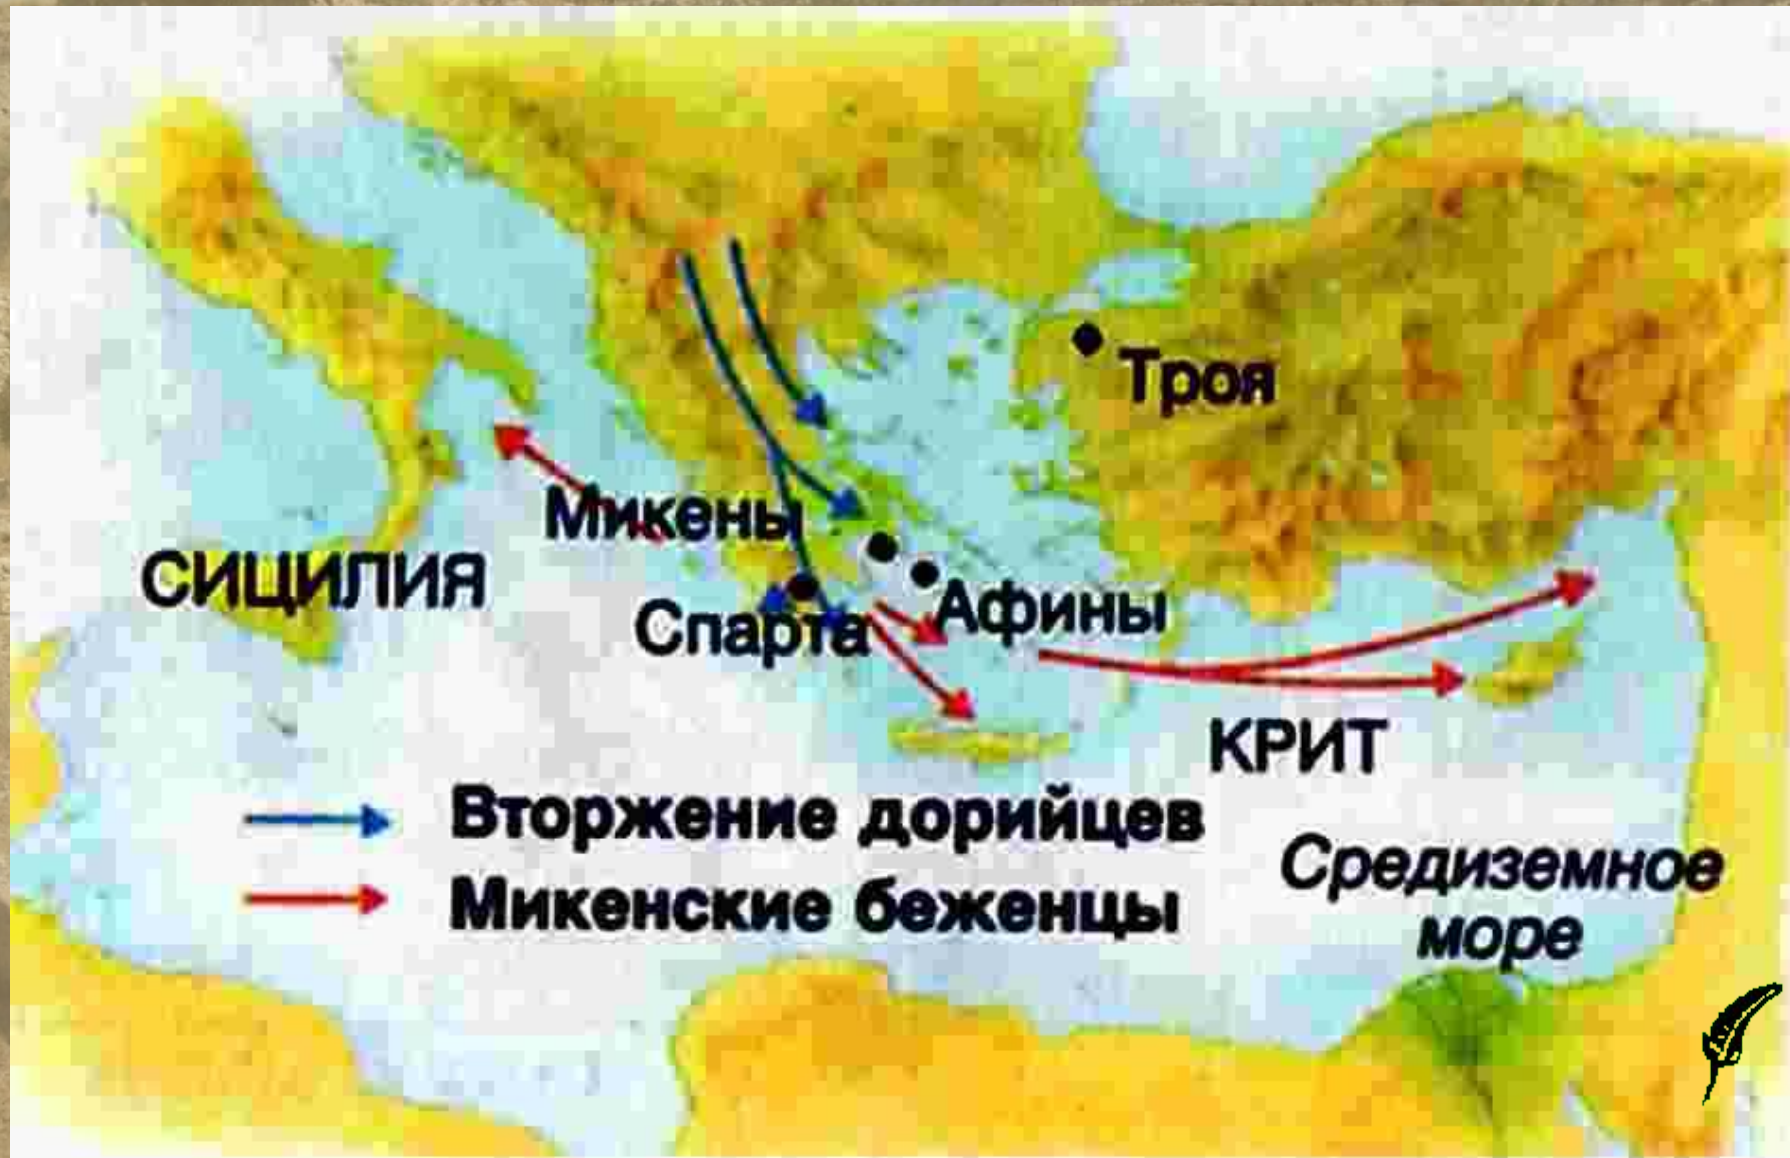 Троя
Микены
СИЦИЛИЯ
Спарта
Афины
КРИТ
Вторжение дорийцев
Микенские беженцы
Средиземное
море